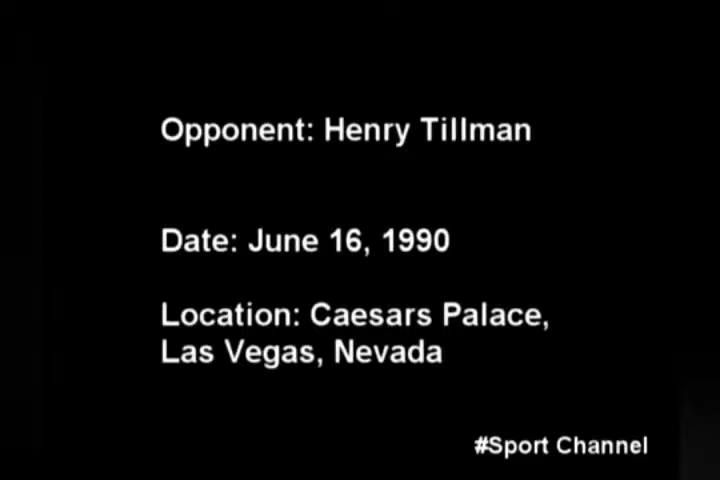 Opponent: Henry Tillman
Date: June 16, 1990
Location: Caesars Palace,
Las Vegas, Nevada
#Sport Channel